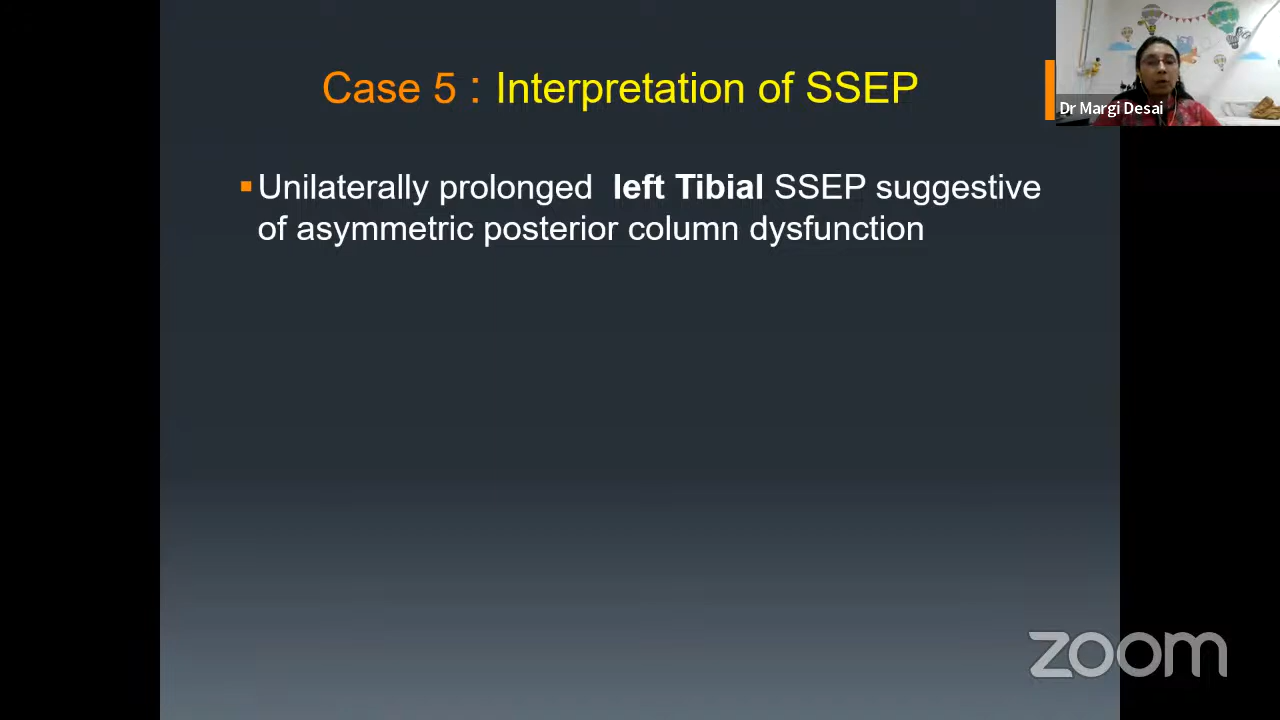 Case 5 : Interpretation of SSEP
Dr Margi Desai
Unilaterally prolonged left Tibial SSEP suggestive
of asymmetric posterior column dysfunction
zoom